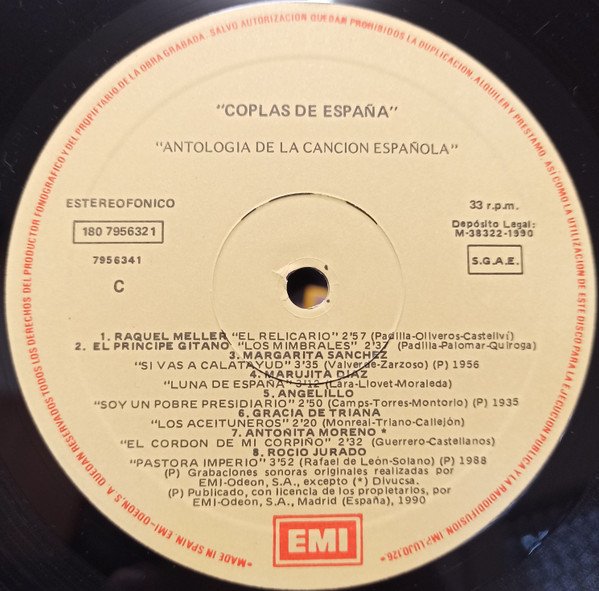 SALVO AUTORIZACION QUEDAN PROHIBIDOS LA DUPLICACION, ALQUILER Y PRESTAMO, ASI COMO LA UTILIZACION DE ESTE DISCO PARA LA EJECUCION PUBLICA Y LA RADIODIFUSION
*MADE IN SPAIN. EMI-ODEON, S.A. QUEDAN RESERVADOS TODOS LOS DERECHOS DEL PRODUCTOR FONOGRAFICO Y DEL PROPIETARIO DE LA OBRA GRABADA.
"COPLAS DE ESPAÑA"
"ANTOLOGIA DE LA CANCION ESPAÑOLA"
ESTEREOFONICO
180 7956321
7956341
C
33 r.p.m.
Depósito Legal:
M-38322-1990
S.G.A.E.
1. RAQUEL MELLER "EL RELICARIO" 2'57 (Padilla-Oliveros-Castellví)
2. EL PRINCIPE GITANO "LOS MIMBRALES" 2'37 (Padilla-Palomar-Quiroga)
3. MARGARITA SANCHEZ
"SI VAS A CALATAYUD" 3'35 (Valverde-Zarzoso) (P) 1956
4. MARUJITA DIAZ
"LUNA DE ESPAÑA" 3'12 (Lara-Llovet-Moraleda)
5. ANGELILLO
"SOY UN POBRE PRESIDIARIO" 2'50 (Camps-Torres-Montorio) (P) 1935
6. GRACIA DE TRIANA
"LOS ACEITUNEROS" 2'20 (Monreal-Triano-Callejón)
7. ANTOÑITA MORENO *
"EL CORDON DE MI CORPIÑO" 2'32 (Guerrero-Castellanos)
8. ROCIO JURADO
"PASTORA IMPERIO" 3'52 (Rafael de León-Solano) (P) 1988
(P) Grabaciones sonoras originales realizadas por
EMI-Odeon, S.A., excepto (*) Divucsa.
(P) Publicado, con licencia de los propietarios, por
EMI-Odeon, S.A., Madrid (España), 1990
EMI